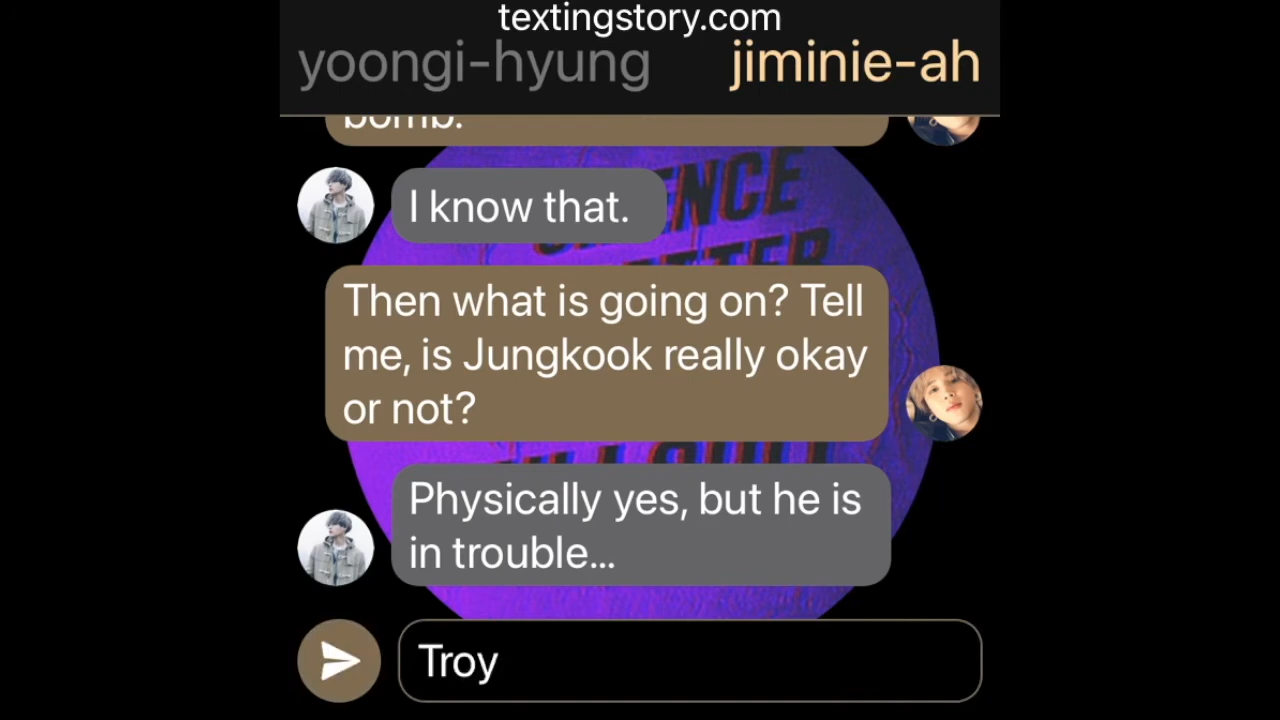 textingstory.com
yoongi-hyung jiminie-ah
bomb.
I know that.
Then what is going on? Tell
me, is Jungkook really okay
or not?
Physically yes, but he is
in trouble...
Troy